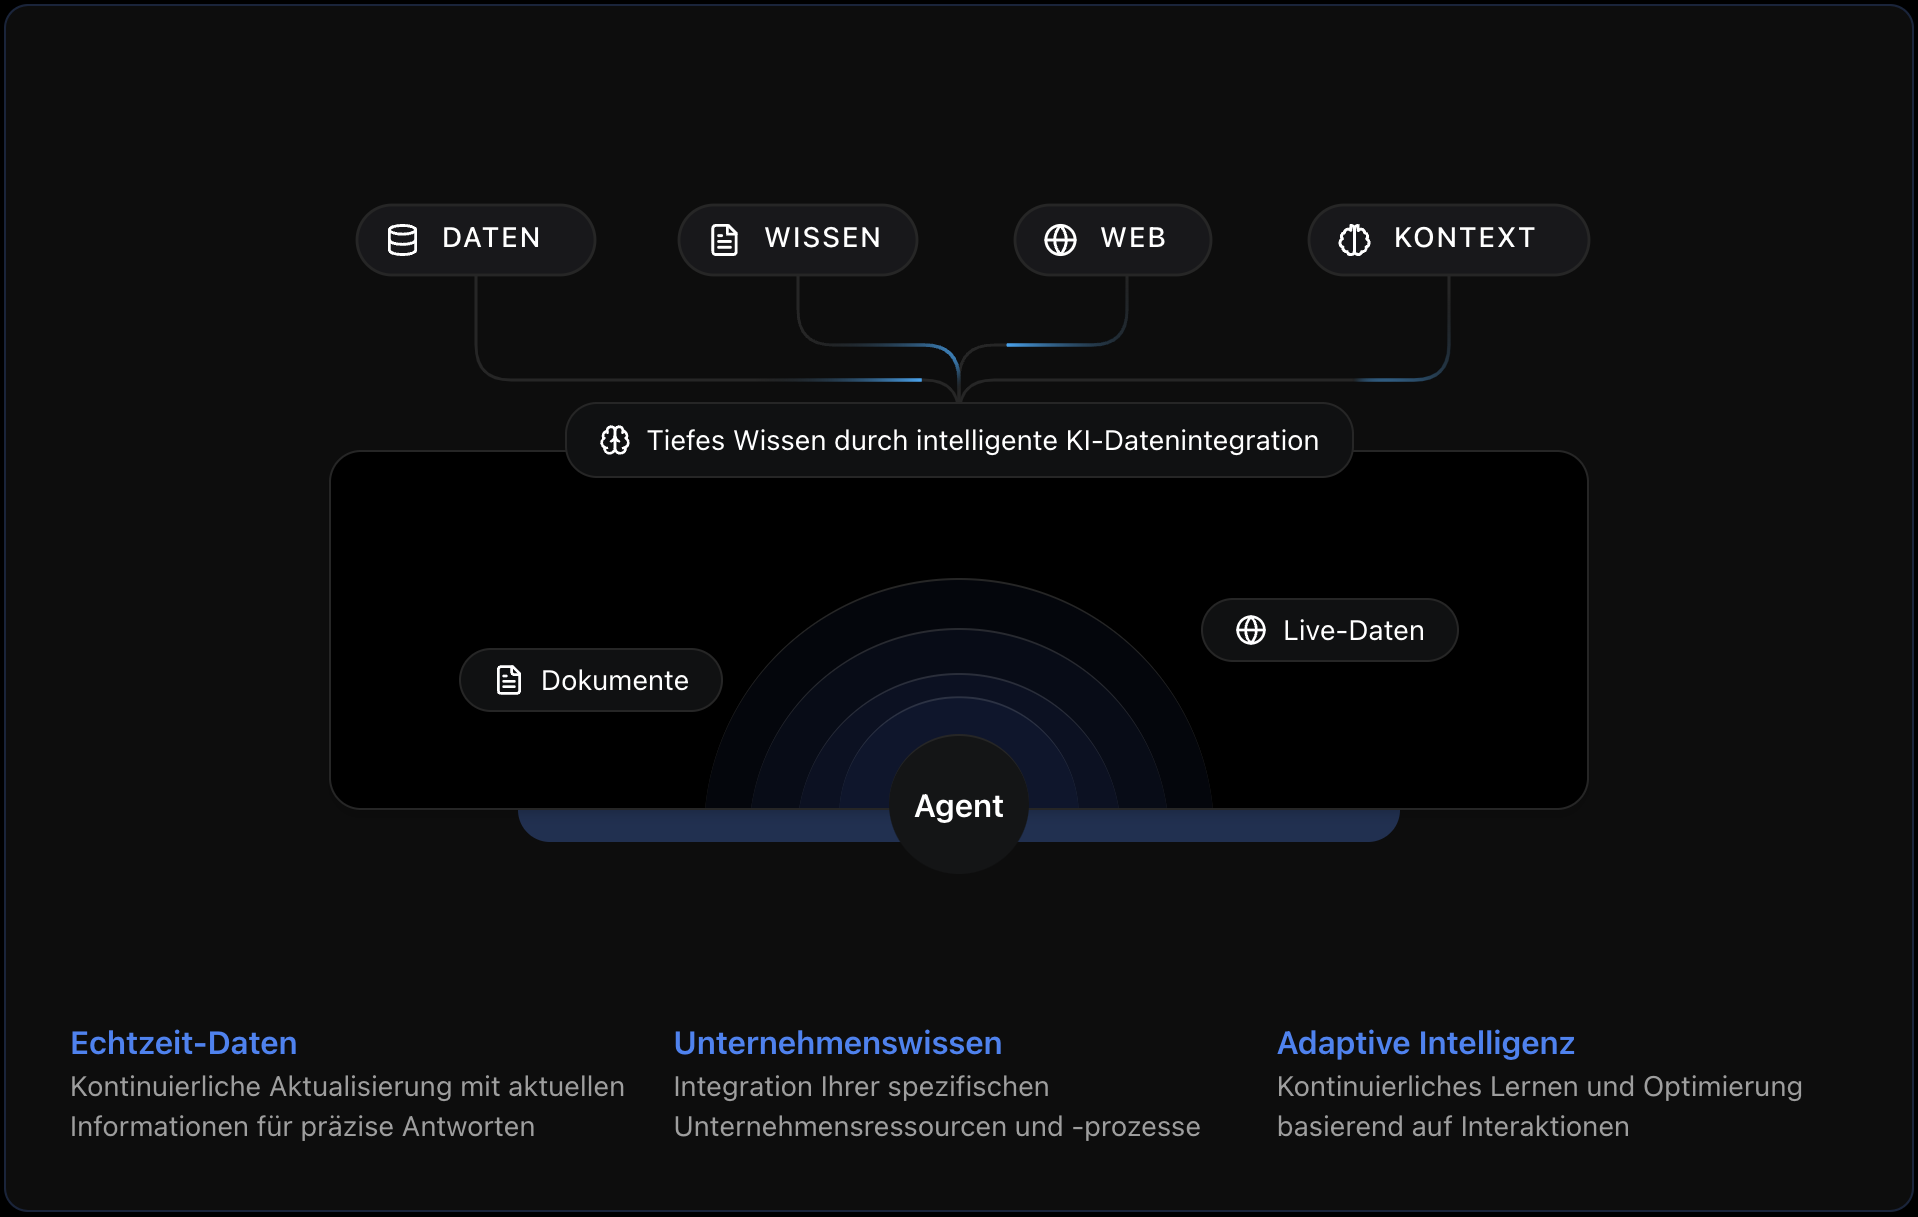 DATEN
WISSEN
WEB
KONTEXT
Tiefes Wissen durch intelligente KI-Datenintegration
Live-Daten
Dokumente
Agent
Echtzeit-Daten
Kontinuierliche Aktualisierung mit aktuellen
Informationen für präzise Antworten
Unternehmenswissen
Integration Ihrer spezifischen
Unternehmensressourcen und -prozesse
Adaptive Intelligenz
Kontinuierliches Lernen und Optimierung
basierend auf Interaktionen